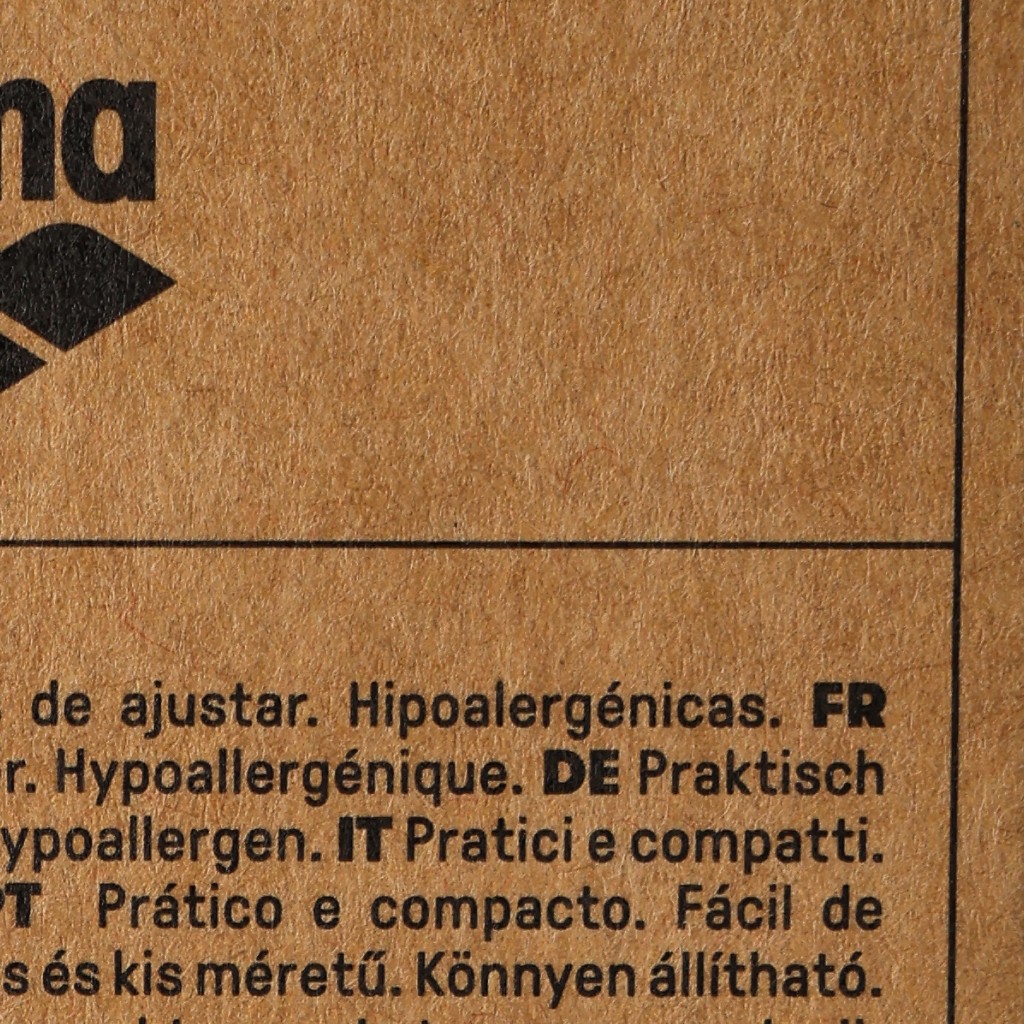 na
de ajustar. Hipoalergénicas. FR
r. Hypoallergénique. DE Praktisch
ypoallergen. IT Pratici e compatti.
PT Prático e compacto. Fácil de
s és kis méretű. Könnyen állítható.